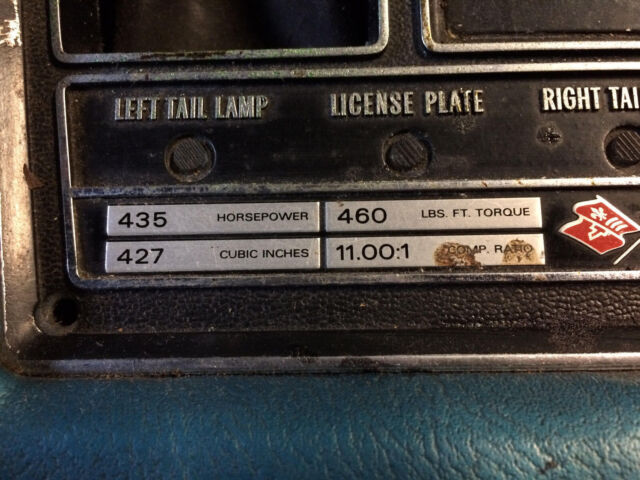 LEFT TAIL LAMP
LICENSE PLATE
RIGHT TAI
435 HORSEPOWER
460 LBS. FT. TORQUE
427 CUBIC INCHES
11.00:1 COMP. RATIO